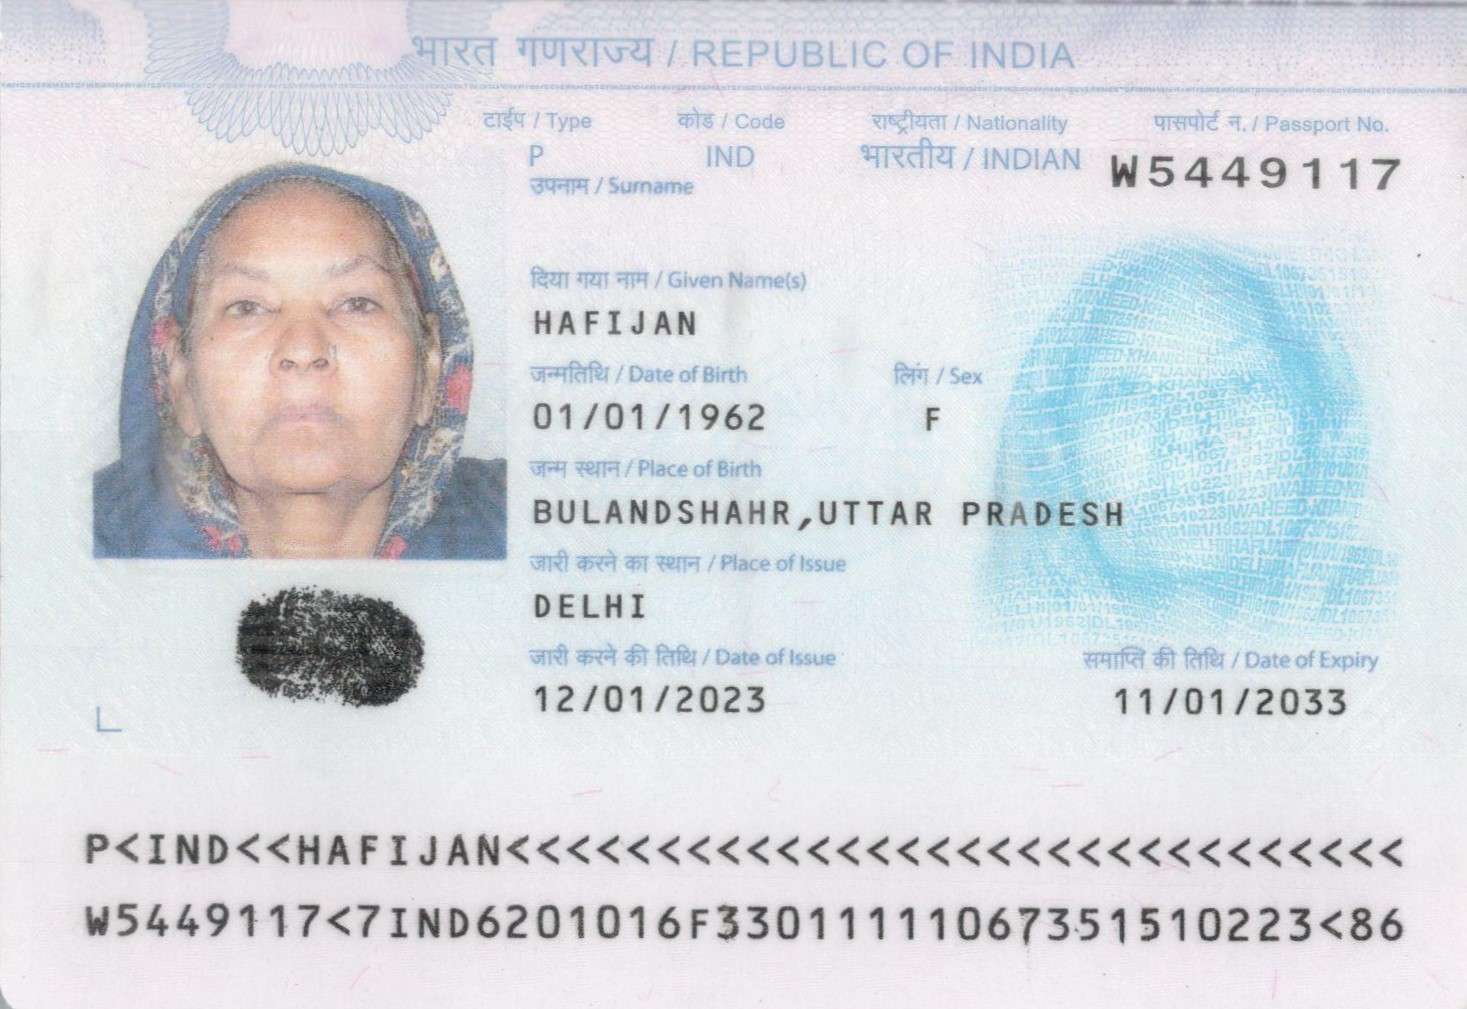 भारत गणराज्य / REPUBLIC OF INDIA
टाईप / Type कोड / Code राष्ट्रीयता / Nationality पासपोर्ट न. / Passport No.
P IND भारतीय / INDIAN W5449117
उपनाम / Surname
दिया गया नाम / Given Name(s)
HAFIJAN
जन्मतिथि / Date of Birth लिंग / Sex
01/01/1962 F
जन्म स्थान / Place of Birth
BULANDSHAHR,UTTAR PRADESH
जारी करने का स्थान / Place of Issue
DELHI
जारी करने की तिथि / Date of Issue समाप्ति की तिथि / Date of Expiry
12/01/2023 11/01/2033
P<IND<<HAFIJAN<<<<<<<<<<<<<<<<<<<<<<<<<<<<<<
W5449117<7IND6201016F33011111067351510223<86